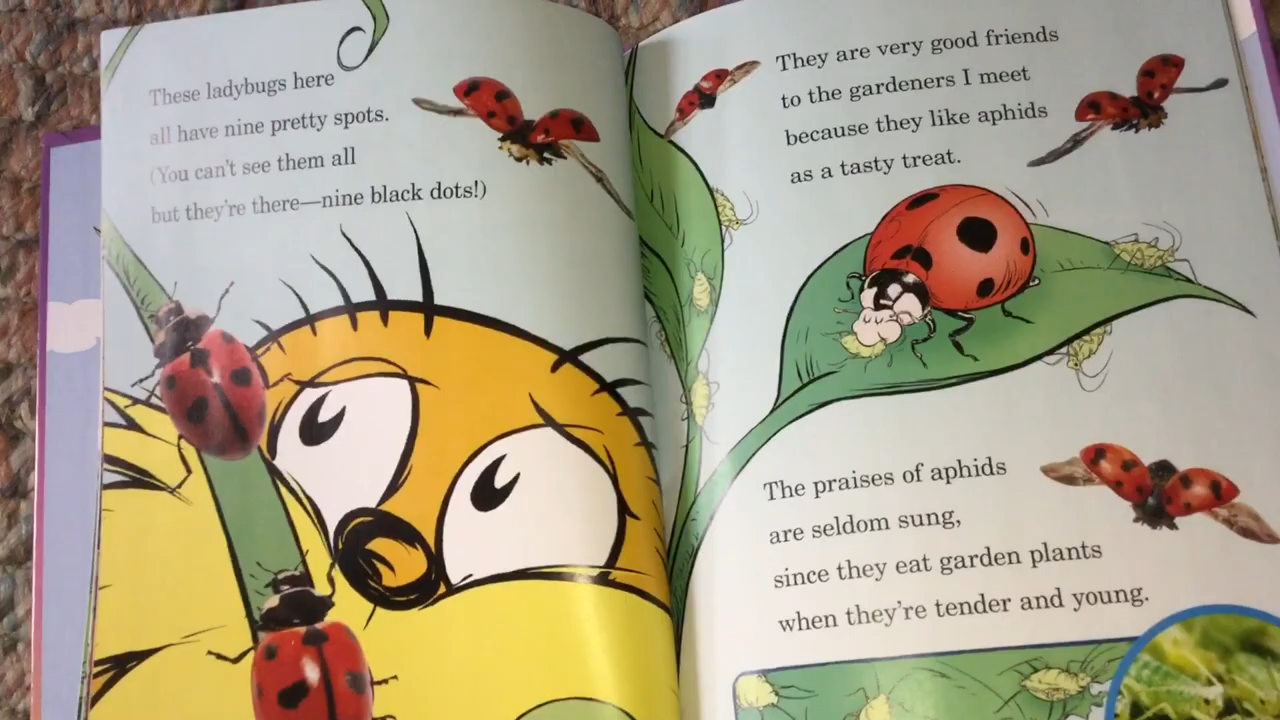 These ladybugs here
all have nine pretty spots.
(You can't see them all
but they're there—nine black dots!)
They are very good friends
to the gardeners I meet
because they like aphids
as a tasty treat.
The praises of aphids
are seldom sung,
since they eat garden plants
when they're tender and young.